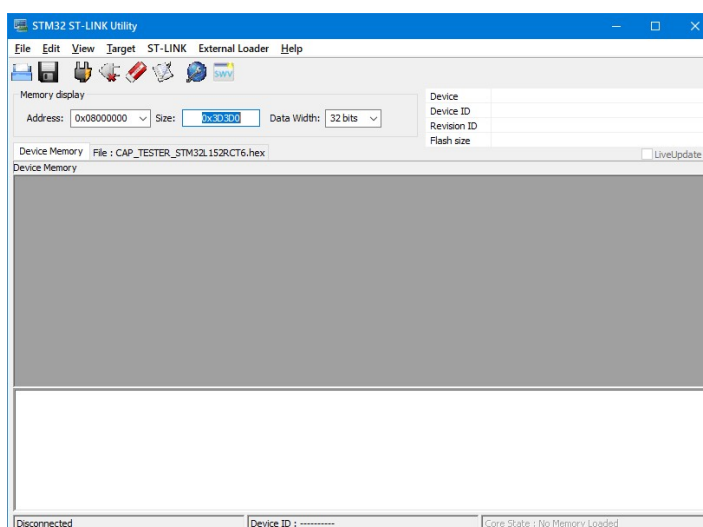 STM32 ST-LINK Utility
File Edit View Target ST-LINK External Loader Help
SWV
Memory display
Address: 0x08000000 Size: 0x3D3D0 Data Width: 32 bits
Device
Device ID
Revision ID
Flash size
Device Memory File : CAP_TESTER_STM32L152RCT6.hex LiveUpdate
Device Memory
Disconnected Device ID : ---------- Core State : No Memory Loaded